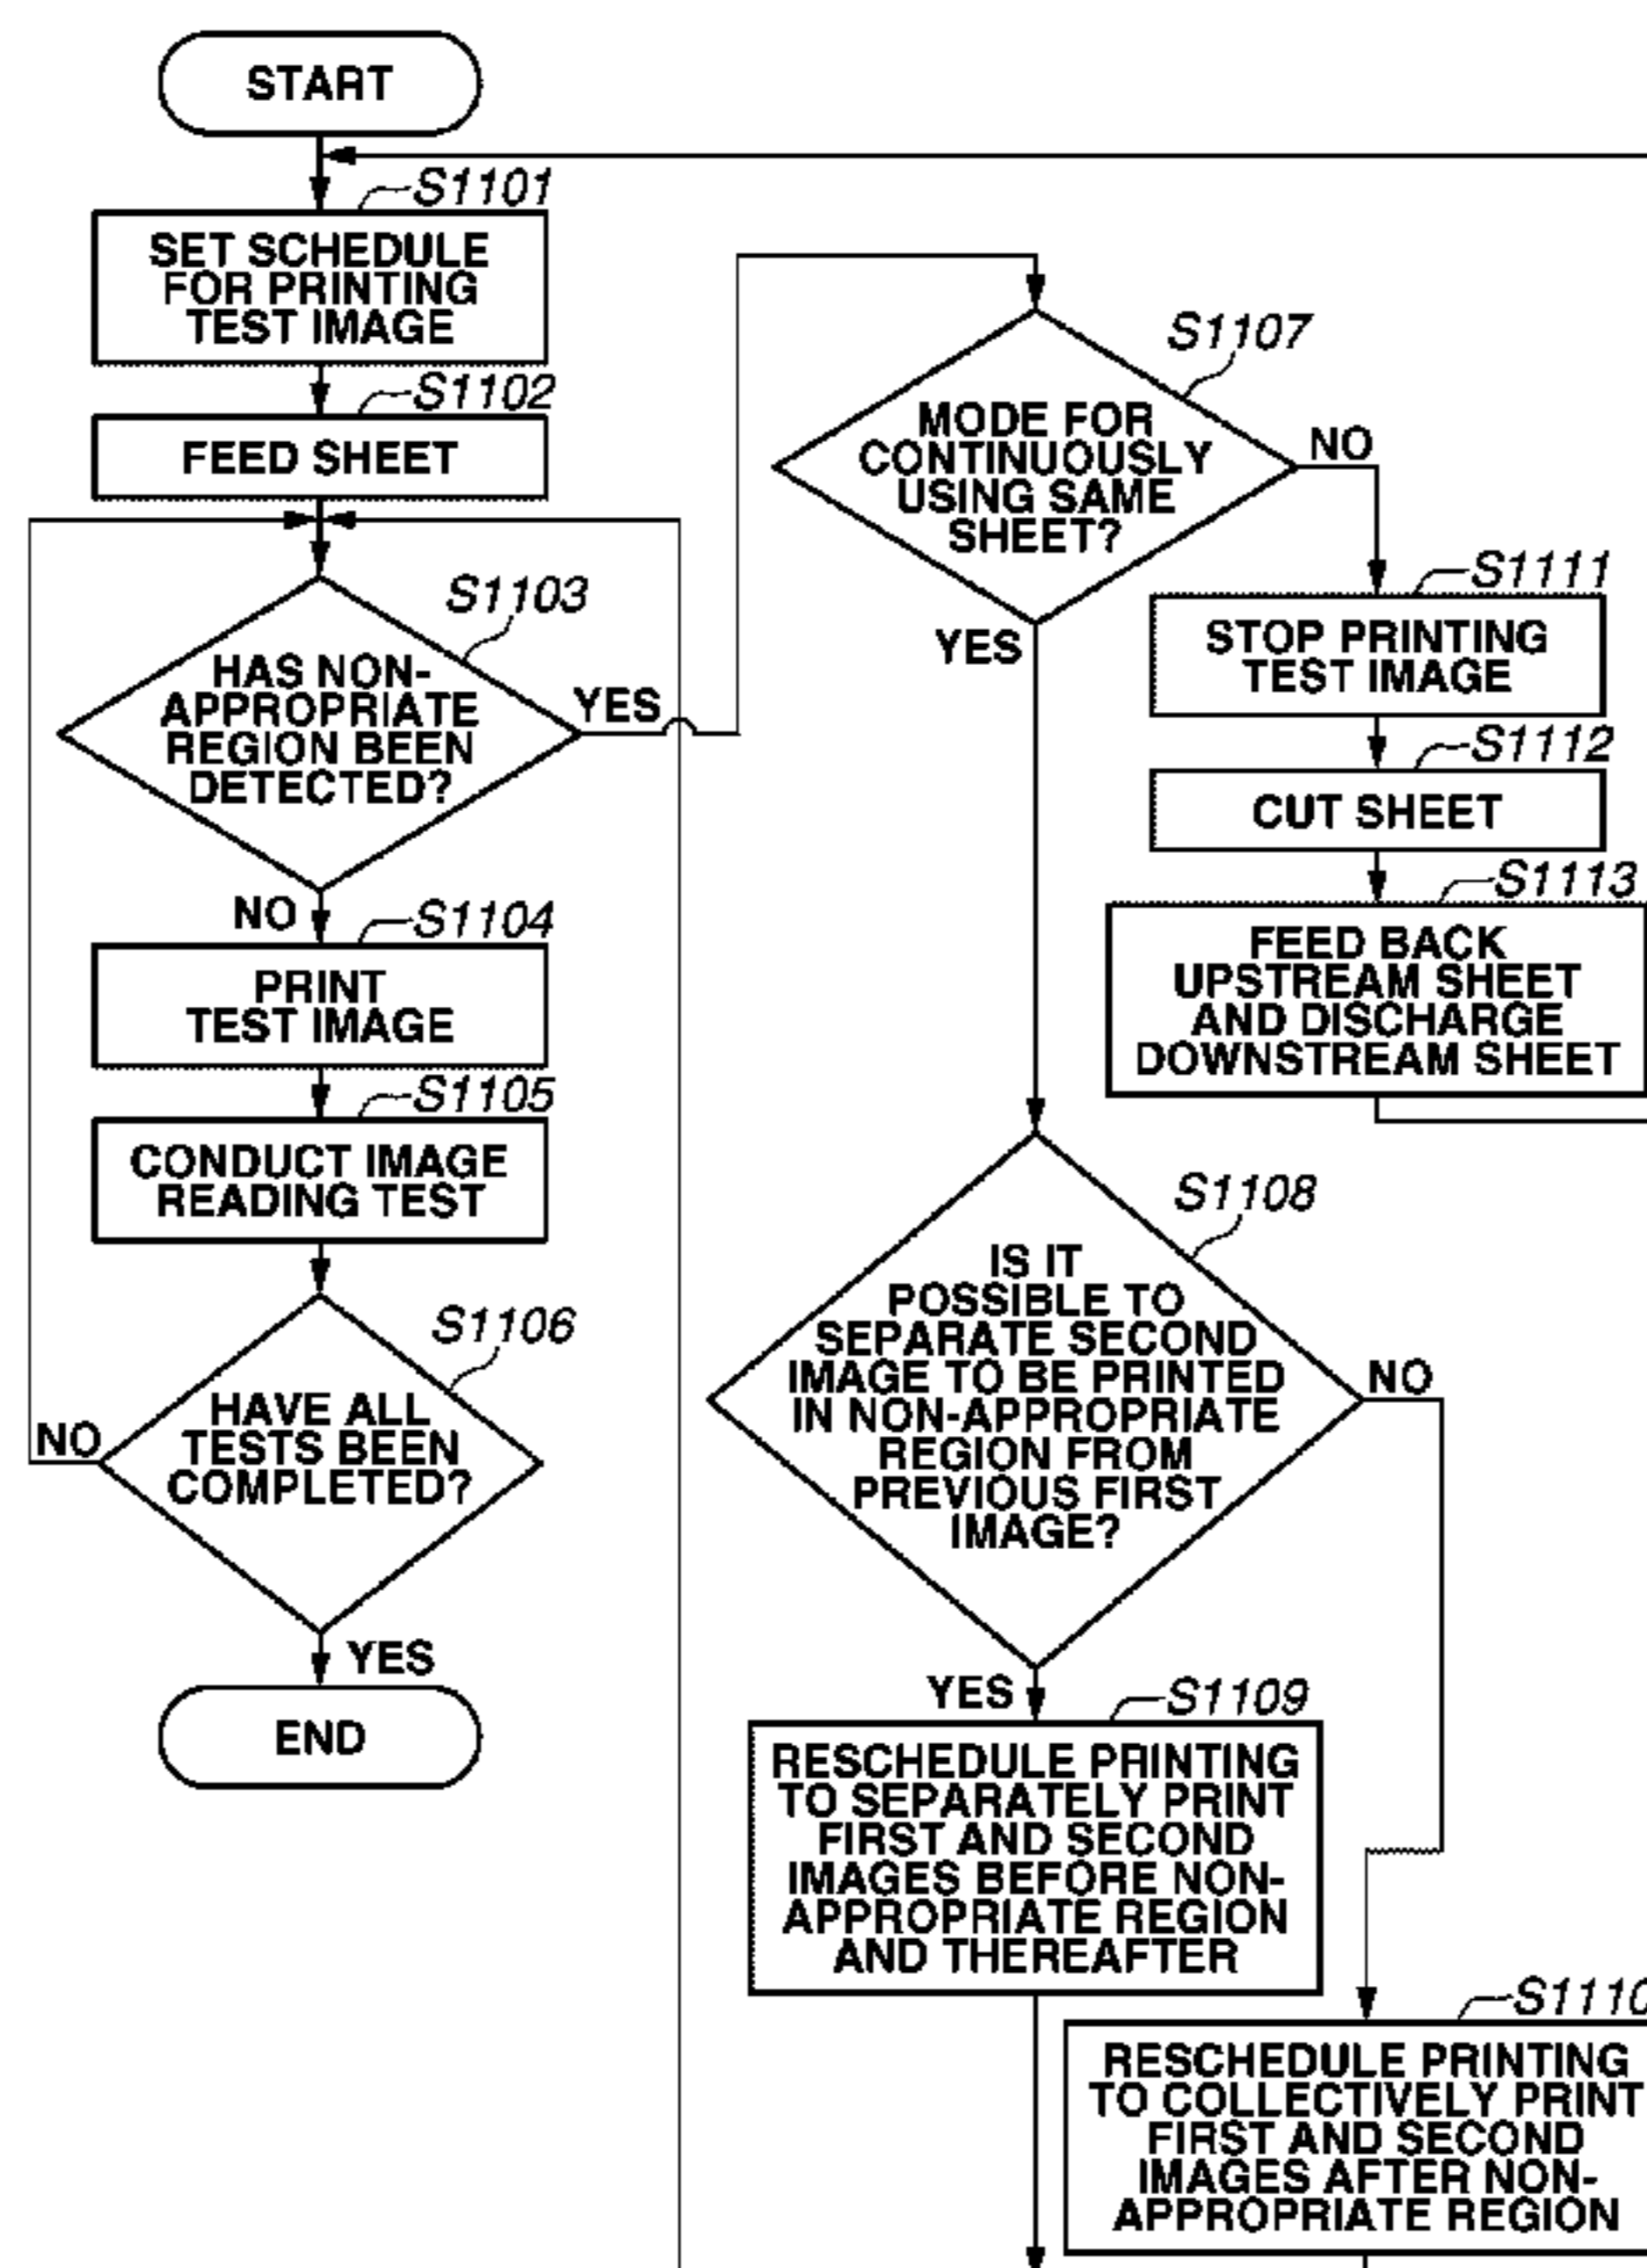 START
S1101
SET SCHEDULE
FOR PRINTING
TEST IMAGE
S1102
FEED SHEET
S1103
HAS NON-
APPROPRIATE
REGION BEEN
DETECTED?
YES
NO
S1104
PRINT
TEST IMAGE
S1105
CONDUCT IMAGE
READING TEST
S1106
HAVE ALL
TESTS BEEN
COMPLETED?
NO
YES
END
S1107
MODE FOR
CONTINUOUSLY
USING SAME
SHEET?
NO
YES
S1111
STOP PRINTING
TEST IMAGE
S1112
CUT SHEET
S1113
FEED BACK
UPSTREAM SHEET
AND DISCHARGE
DOWNSTREAM SHEET
S1108
IS IT
POSSIBLE TO
SEPARATE SECOND
IMAGE TO BE PRINTED
IN NON-APPROPRIATE
REGION FROM
PREVIOUS FIRST
IMAGE?
NO
YES
S1109
RESCHEDULE PRINTING
TO SEPARATELY PRINT
FIRST AND SECOND
IMAGES BEFORE NON-
APPROPRIATE REGION
AND THEREAFTER
S1110
RESCHEDULE PRINTING
TO COLLECTIVELY PRINT
FIRST AND SECOND
IMAGES AFTER NON-
APPROPRIATE REGION